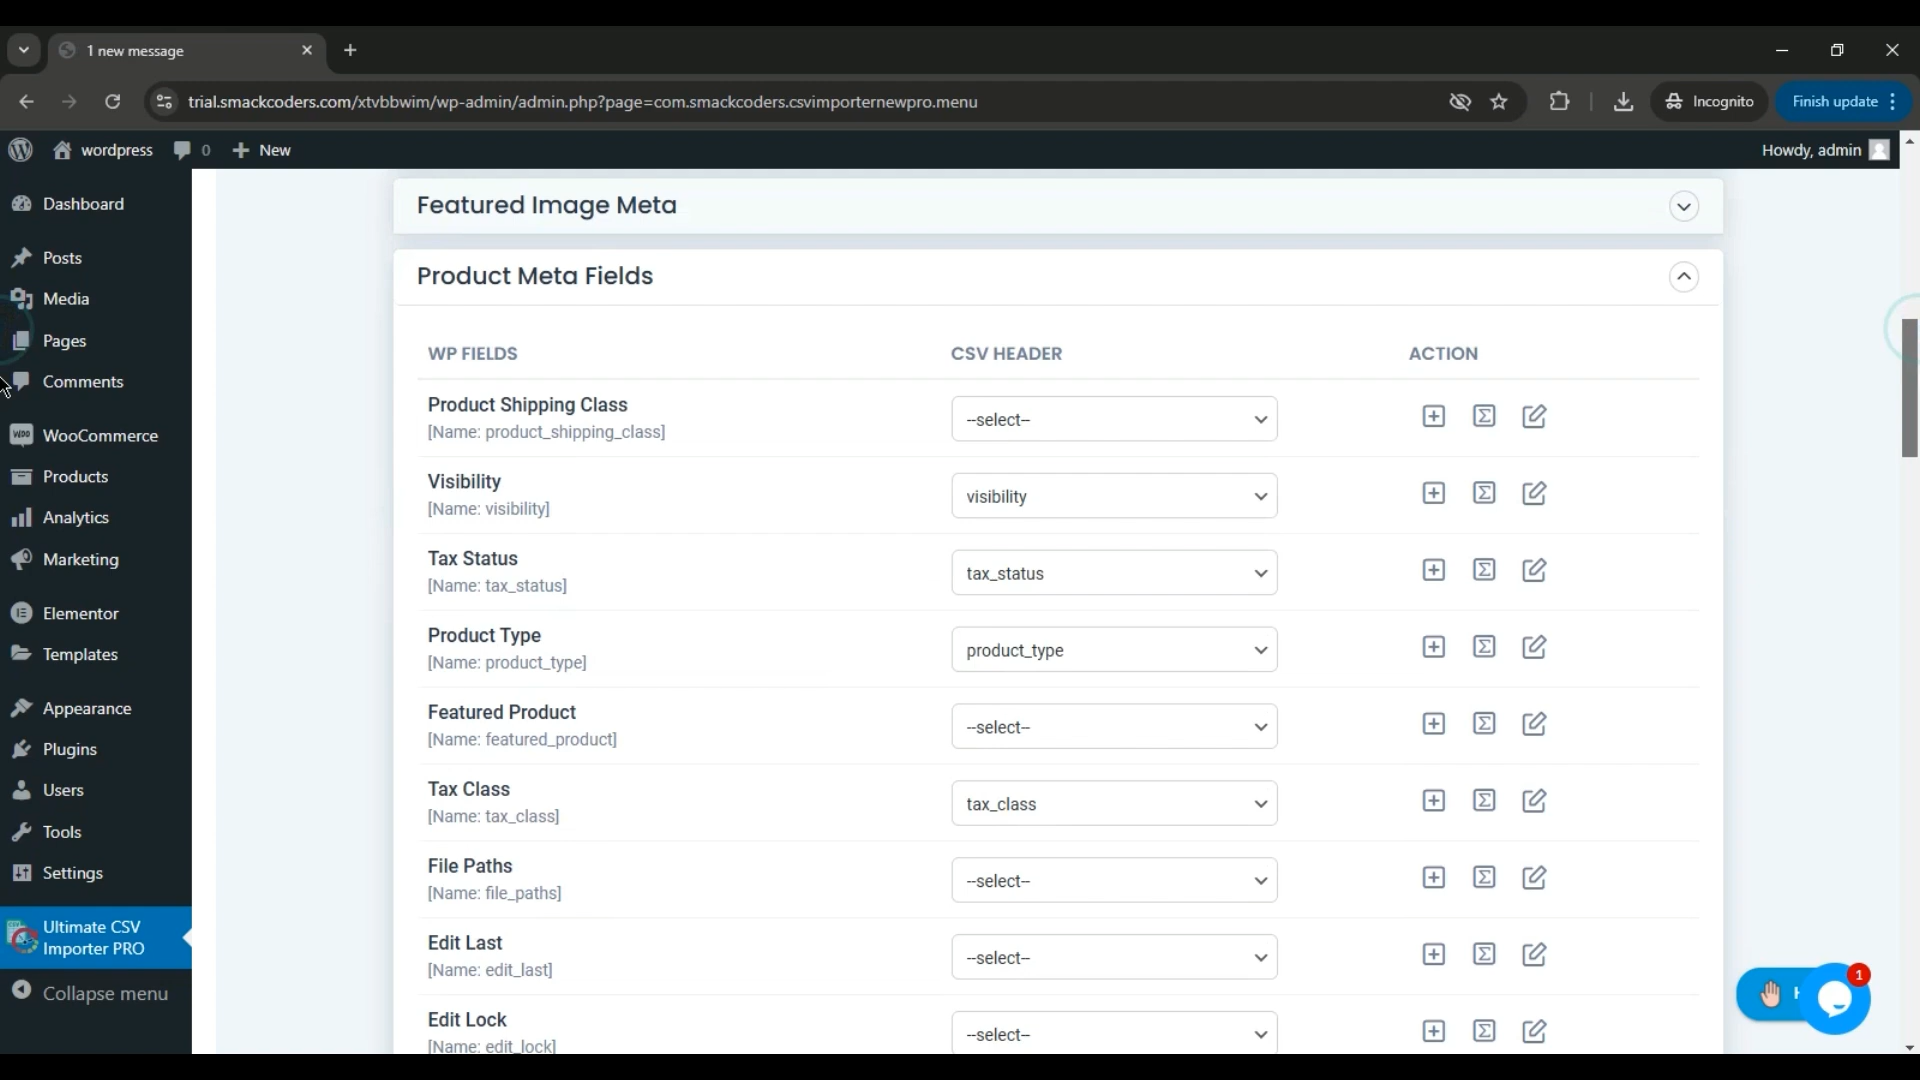 1 new message
trial.smackcoders.com/xtvbbwim/wp-admin/admin.php?page=com.smackcoders.csvimporternewpro.menu
Incognito
Finish update
wordpress
0
New
Howdy, admin
Dashboard
Posts
Media
Pages
Comments
WooCommerce
Products
Analytics
Marketing
Elementor
Templates
Appearance
Plugins
Users
Tools
Settings
Ultimate CSV
Importer PRO
Collapse menu
Featured Image Meta
Product Meta Fields
WP FIELDS CSV HEADER ACTION
Product Shipping Class
[Name: product_shipping_class]
--select--
Visibility
[Name: visibility]
visibility
Tax Status
[Name: tax_status]
tax_status
Product Type
[Name: product_type]
product_type
Featured Product
[Name: featured_product]
--select--
Tax Class
[Name: tax_class]
tax_class
File Paths
[Name: file_paths]
--select--
Edit Last
[Name: edit_last]
--select--
Edit Lock
[Name: edit_lock]
--select--
1